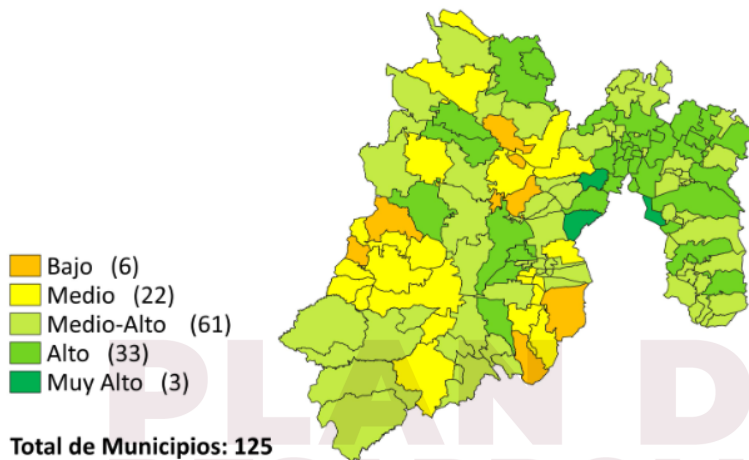 Bajo (6)
Medio (22)
Medio-Alto (61)
Alto (33)
Muy Alto (3)
PLAN D
Total de Municipios: 125